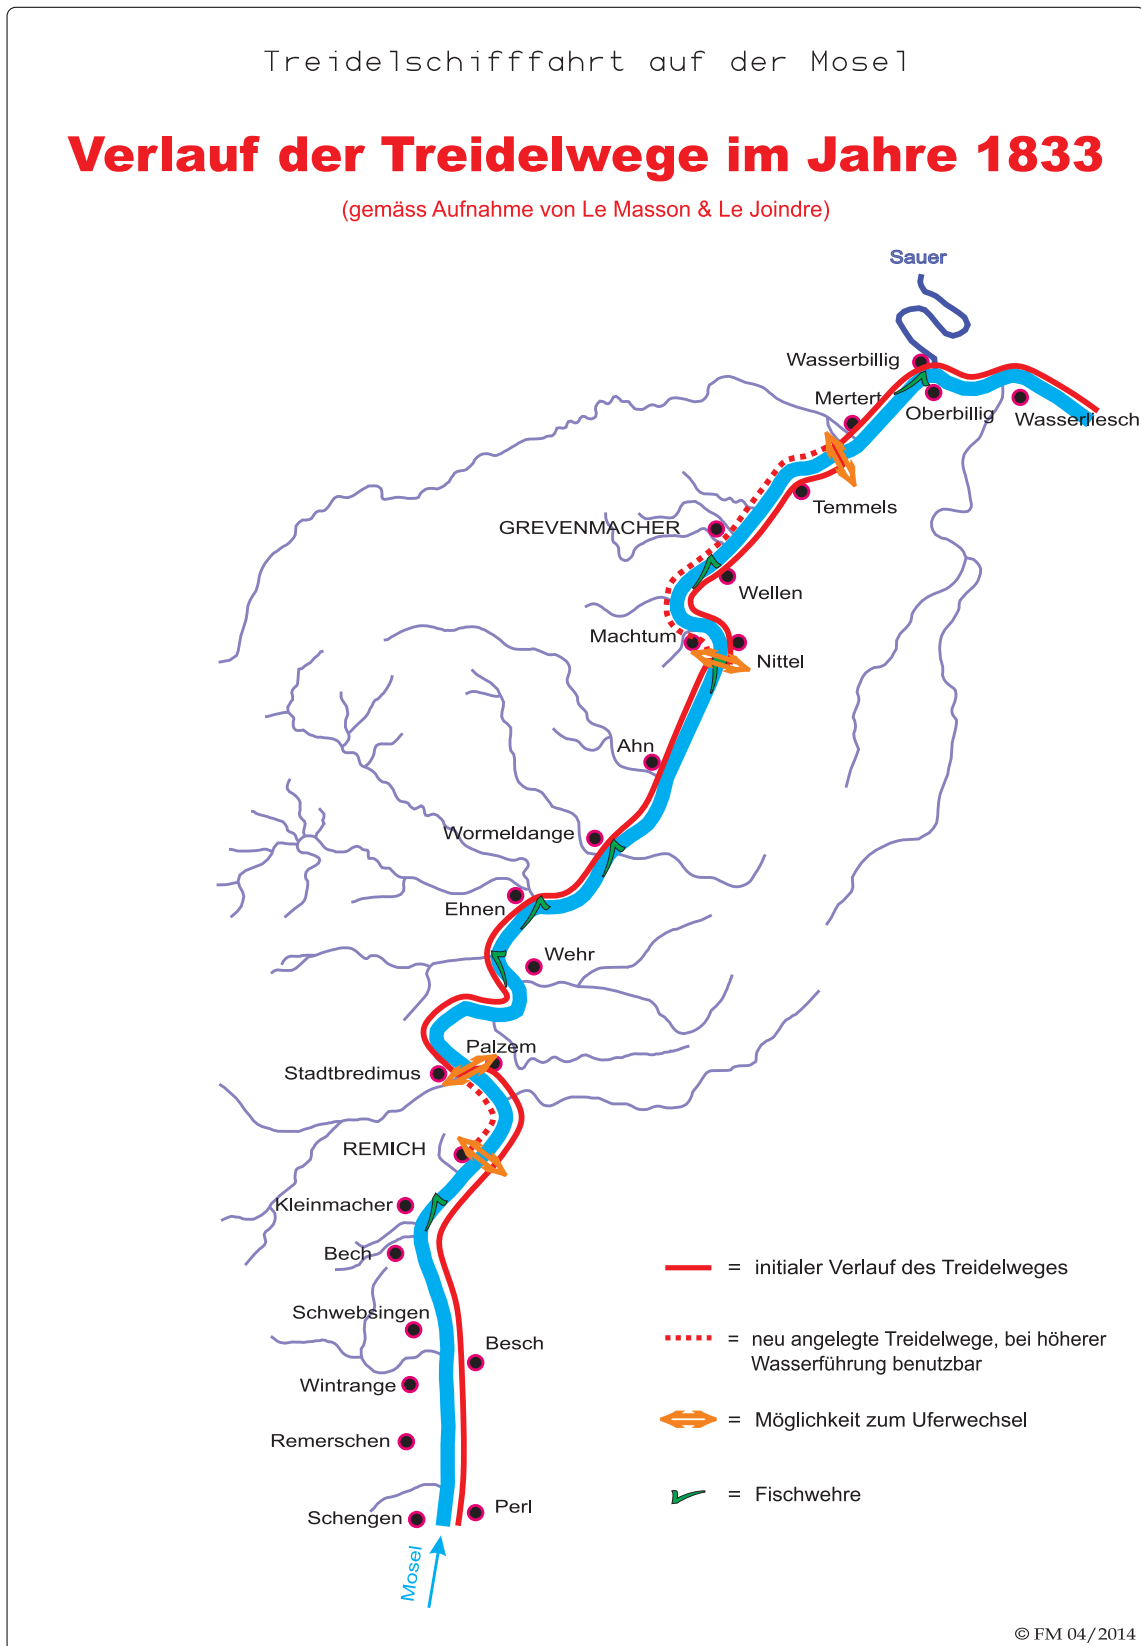 Treidelschifffahrt auf der Mosel
Verlauf der Treidelwege im Jahre 1833
(gemäss Aufnahme von Le Masson & Le Joindre)
Sauer
Wasserbillig
Mertert
Oberbillig
Wasserliesch
Temmels
GREVENMACHER
Wellen
Machtum
Nittel
Ahn
Wormeldange
Ehnen
Wehr
Palzem
Stadtbredimus
REMICH
Kleinmacher
Bech
Schwebsingen
Besch
Wintrange
Remerschen
Perl
Schengen
Mosel
= initialer Verlauf des Treidelweges
= neu angelegte Treidelwege, bei höherer
Wasserführung benutzbar
= Möglichkeit zum Uferwechsel
= Fischwehre
© FM 04/2014